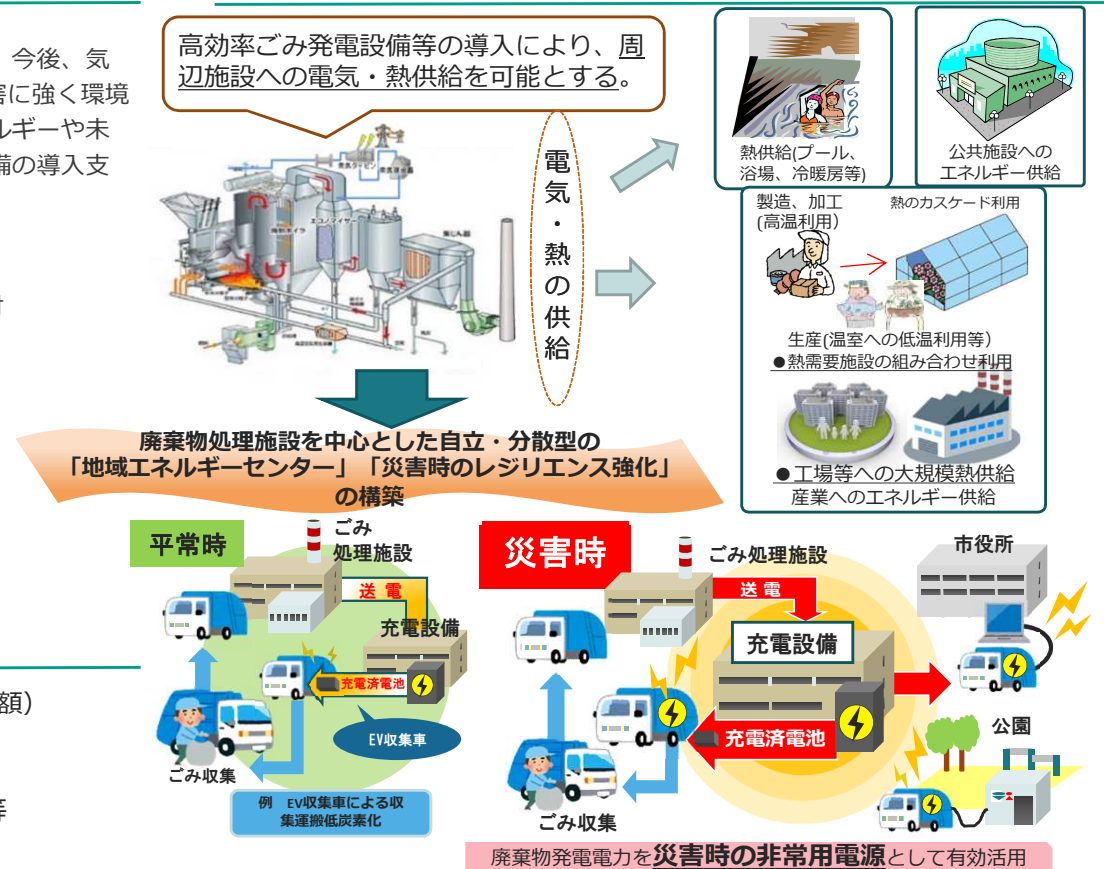 今後、気
害に強く環境
ルギーや未
備の導入支
額）
等
高効率ごみ発電設備等の導入により、周
辺施設への電気・熱供給を可能とする。
蒸気タービン
エコノマイザー
電気・熱の供給
熱供給(プール、
浴場、冷暖房等)
公共施設への
エネルギー供給
製造、加工
(高温利用)
熱のカスケード利用
生産(温室への低温利用等)
●熱需要施設の組み合わせ利用
●工場等への大規模熱供給
産業へのエネルギー供給
廃棄物処理施設を中心とした自立・分散型の
「地域エネルギーセンター」「災害時のレジリエンス強化」
の構築
平常時
ごみ
処理施設
送電
充電設備
充電済電池
EV収集車
ごみ収集
例　EV収集車による収
集運搬低炭素化
災害時
ごみ処理施設
送電
充電設備
充電済電池
ごみ収集
市役所
公園
廃棄物発電電力を災害時の非常用電源として有効活用